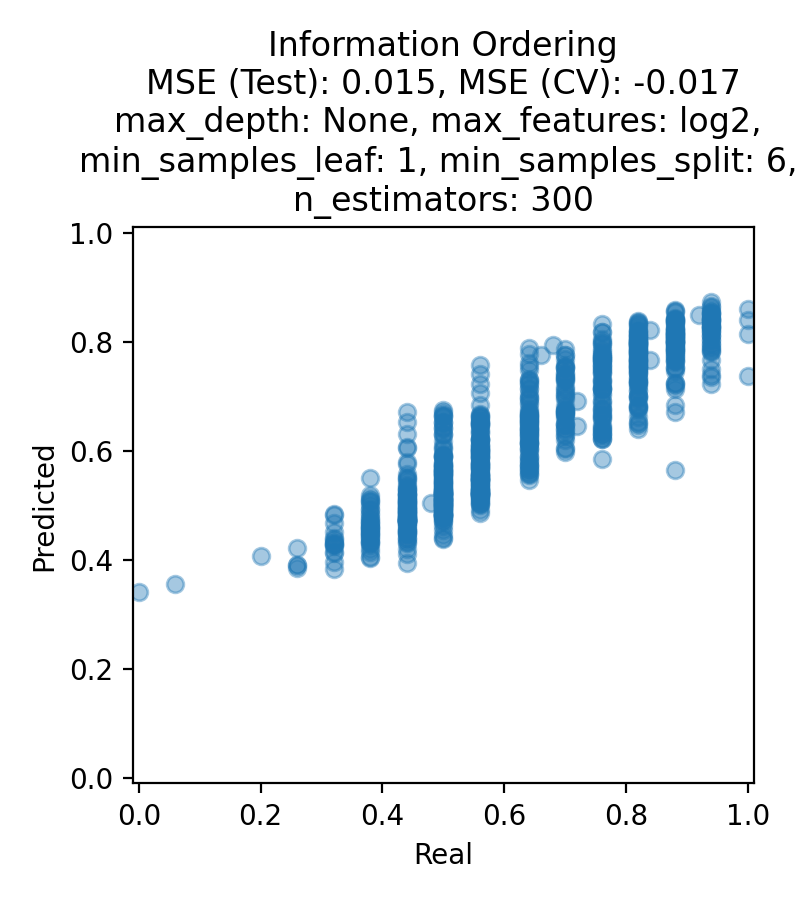 Information Ordering
MSE (Test): 0.015, MSE (CV): -0.017
max_depth: None, max_features: log2,
min_samples_leaf: 1, min_samples_split: 6,
n_estimators: 300
1.0
0.8
0.6
0.4
0.2
0.0
Predicted
0.0 0.2 0.4 0.6 0.8 1.0
Real